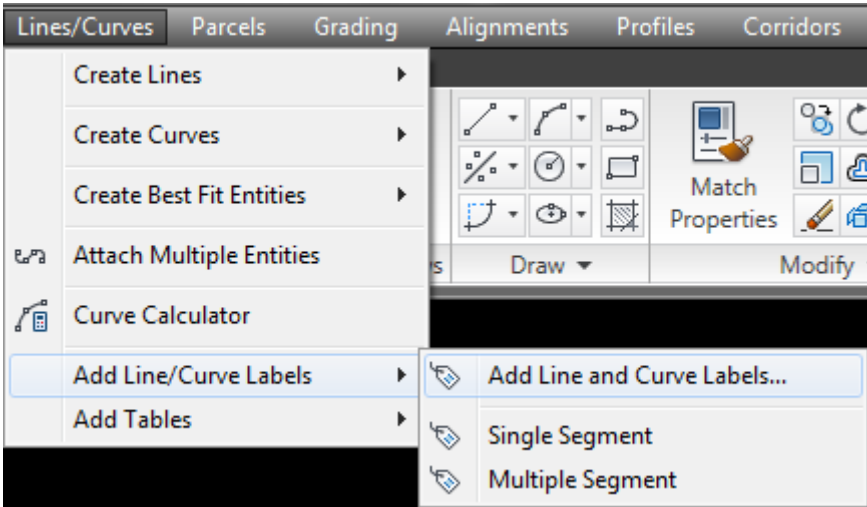 Lines/Curves Parcels Grading Alignments Profiles Corridors
Create Lines
Create Curves
Create Best Fit Entities
Attach Multiple Entities
Curve Calculator
Add Line/Curve Labels
Add Tables
Match
Properties
Draw
Modify
Add Line and Curve Labels...
Single Segment
Multiple Segment